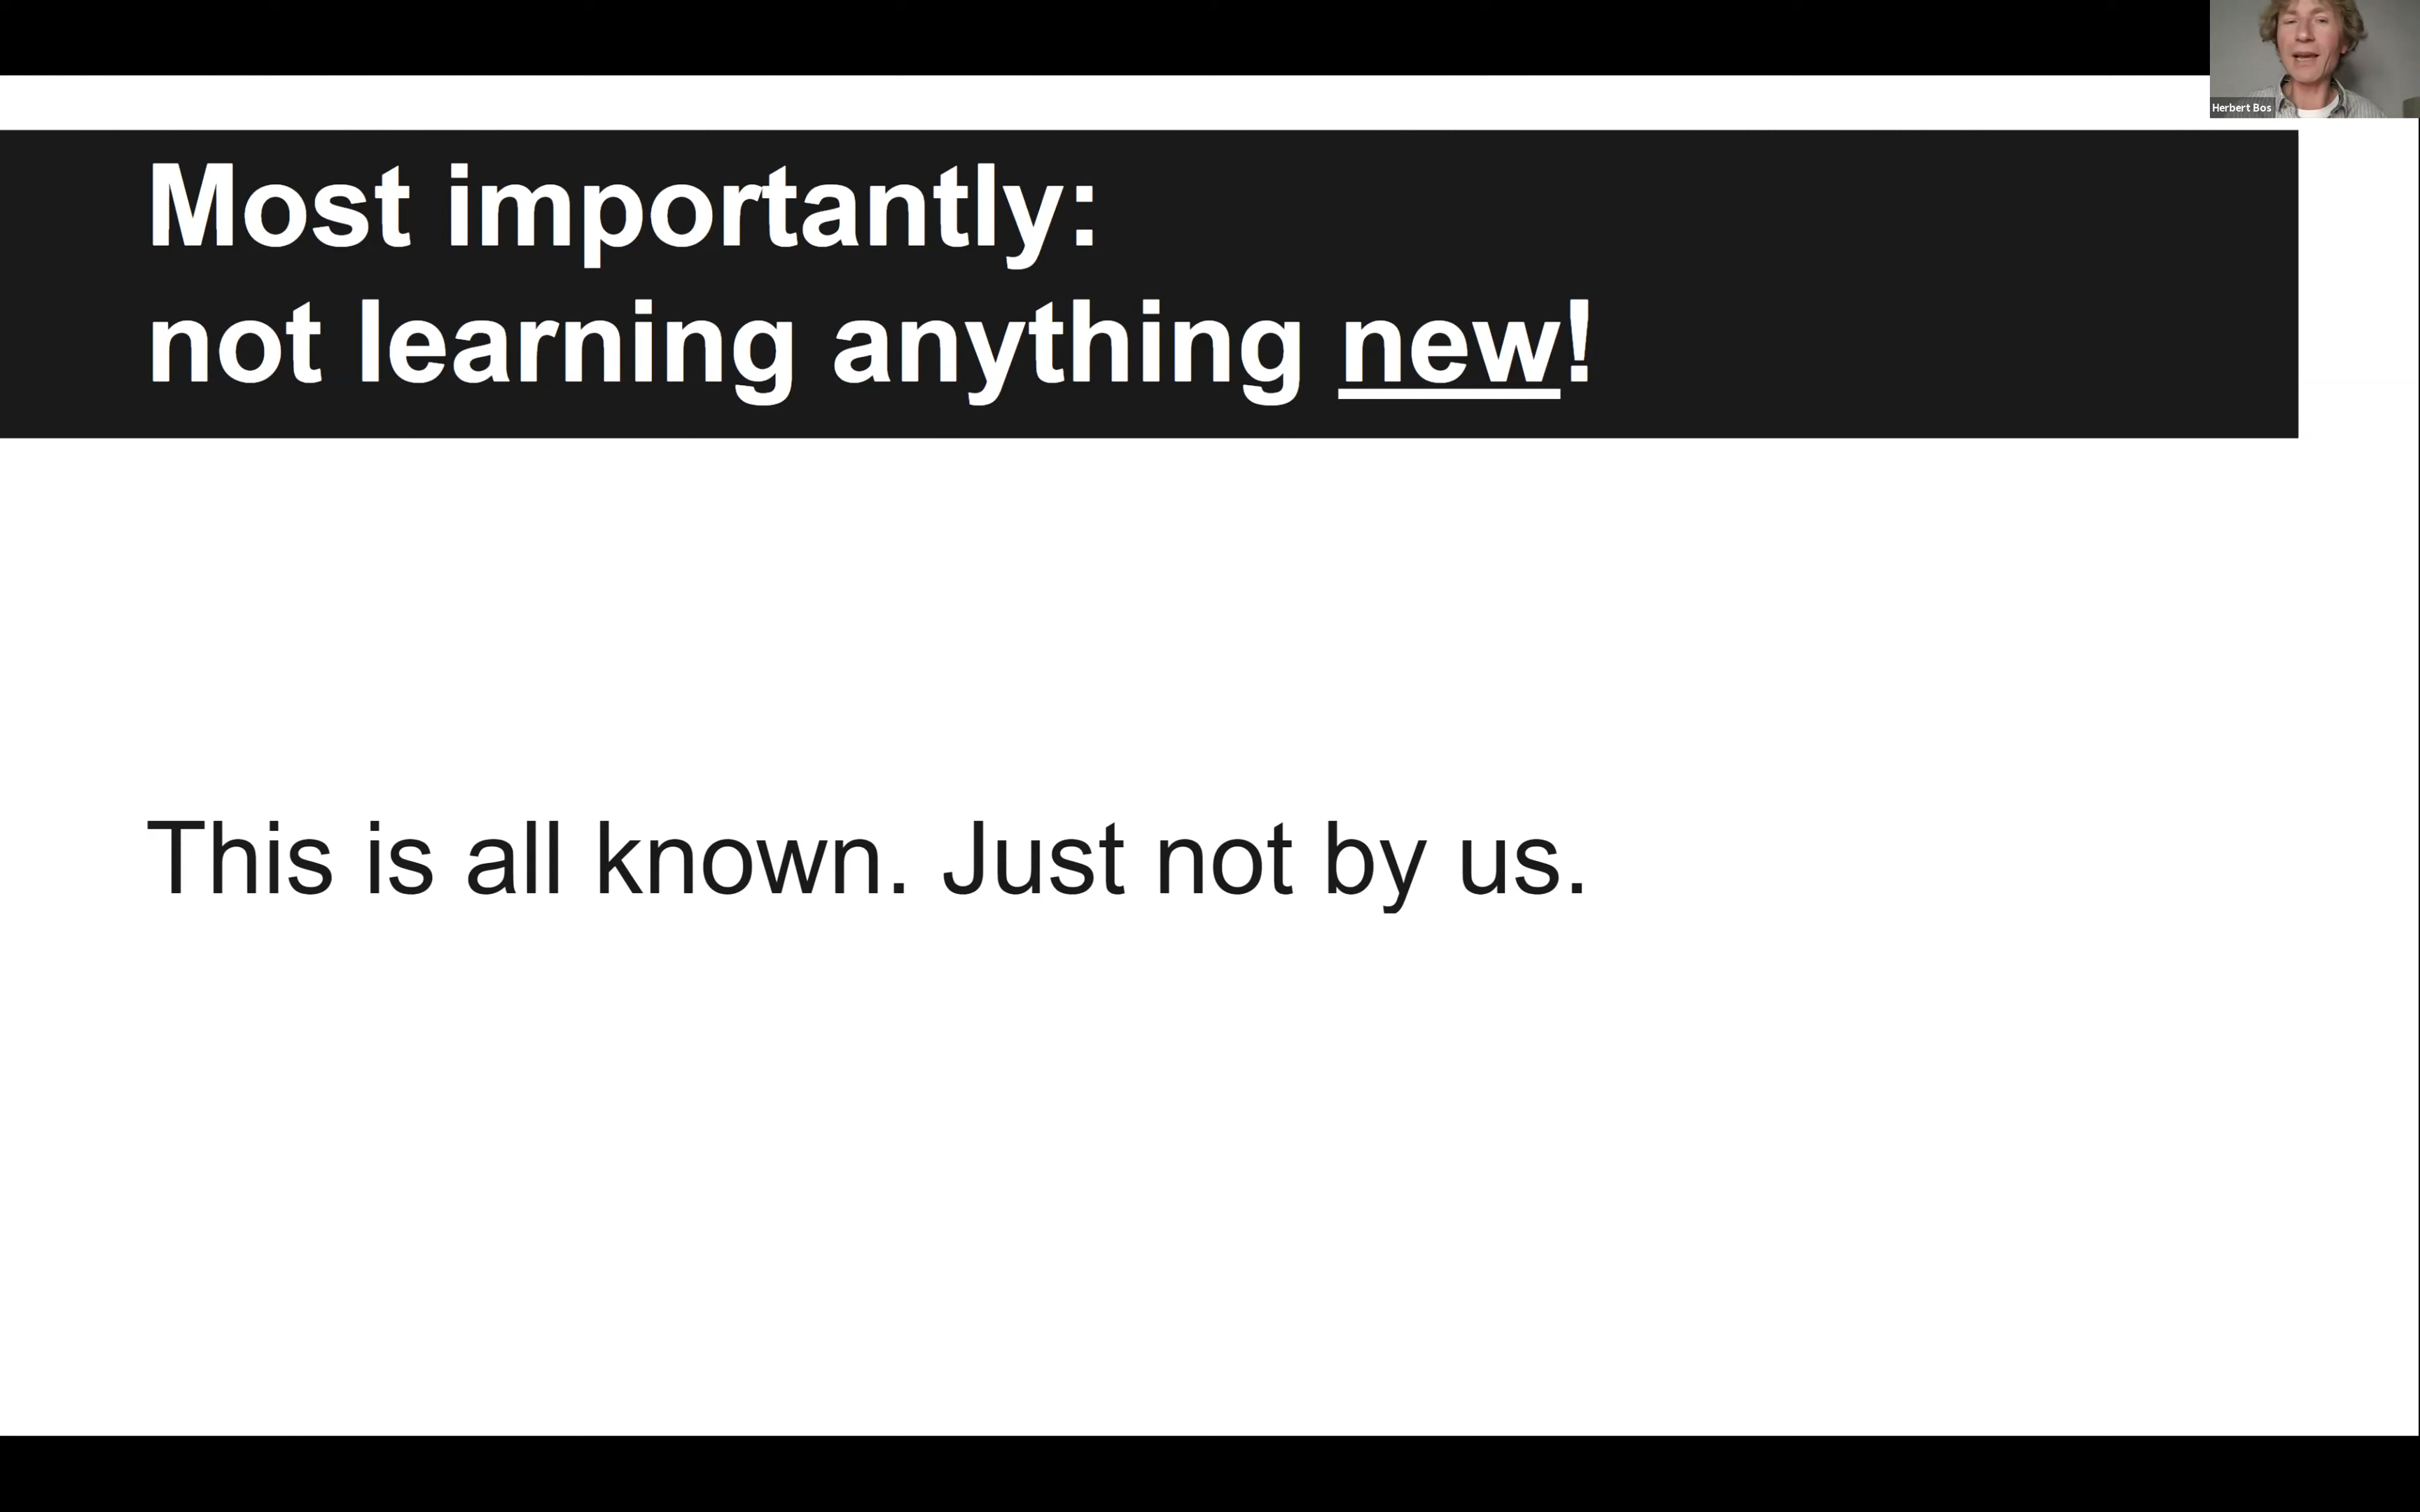 Herbert Bos
Most importantly:
not learning anything new!
This is all known. Just not by us.